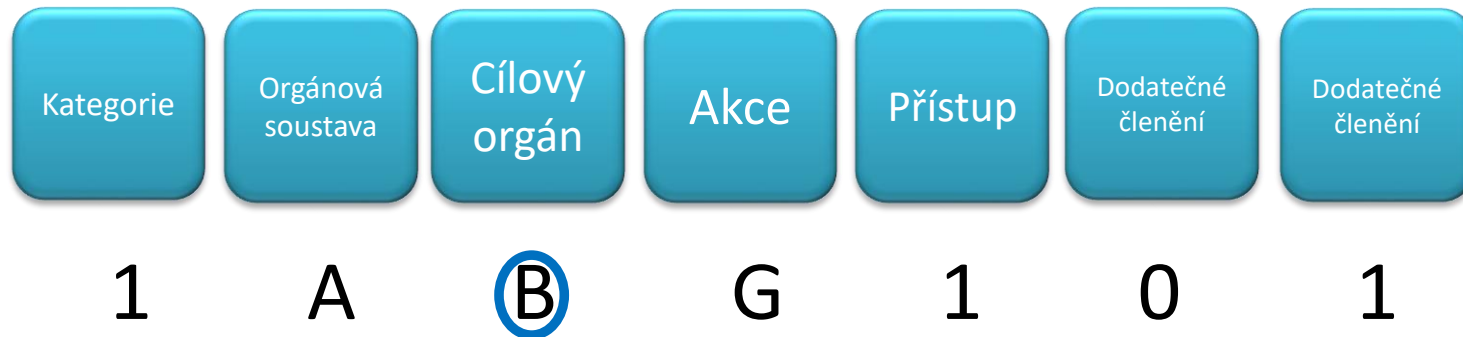 Kategorie
Orgánová
soustava
Cílový
orgán
Akce
Přístup
Dodatečné
členění
Dodatečné
členění
1 A B G 1 0 1